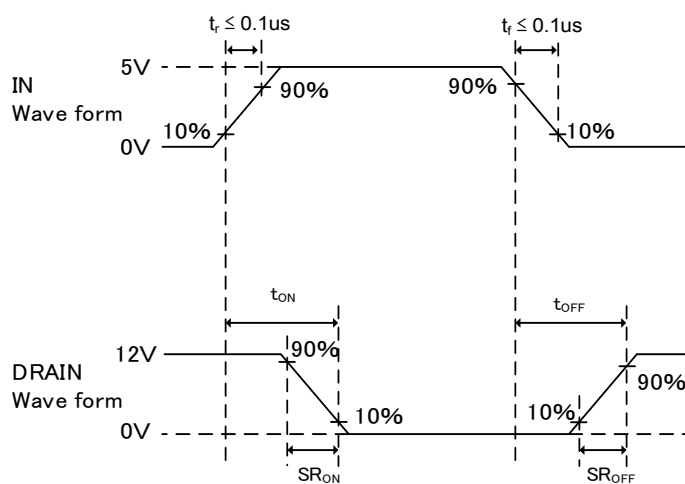 tr ≤ 0.1us
tf ≤ 0.1us
5V
IN
Wave form
90%
90%
10%
10%
0V
tON
tOFF
12V
90%
DRAIN
Wave form
90%
10%
10%
0V
SRON
SROFF